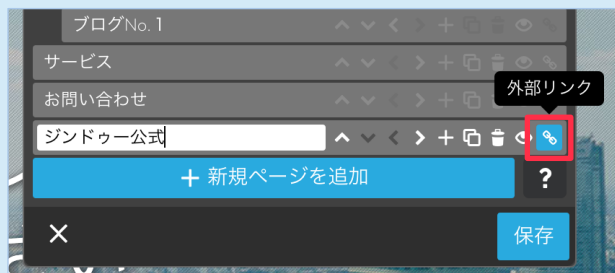 ブログNo. 1
サービス
外部リンク
お問い合わせ
ジンドゥー公式
＋ 新規ページを追加
?
保存